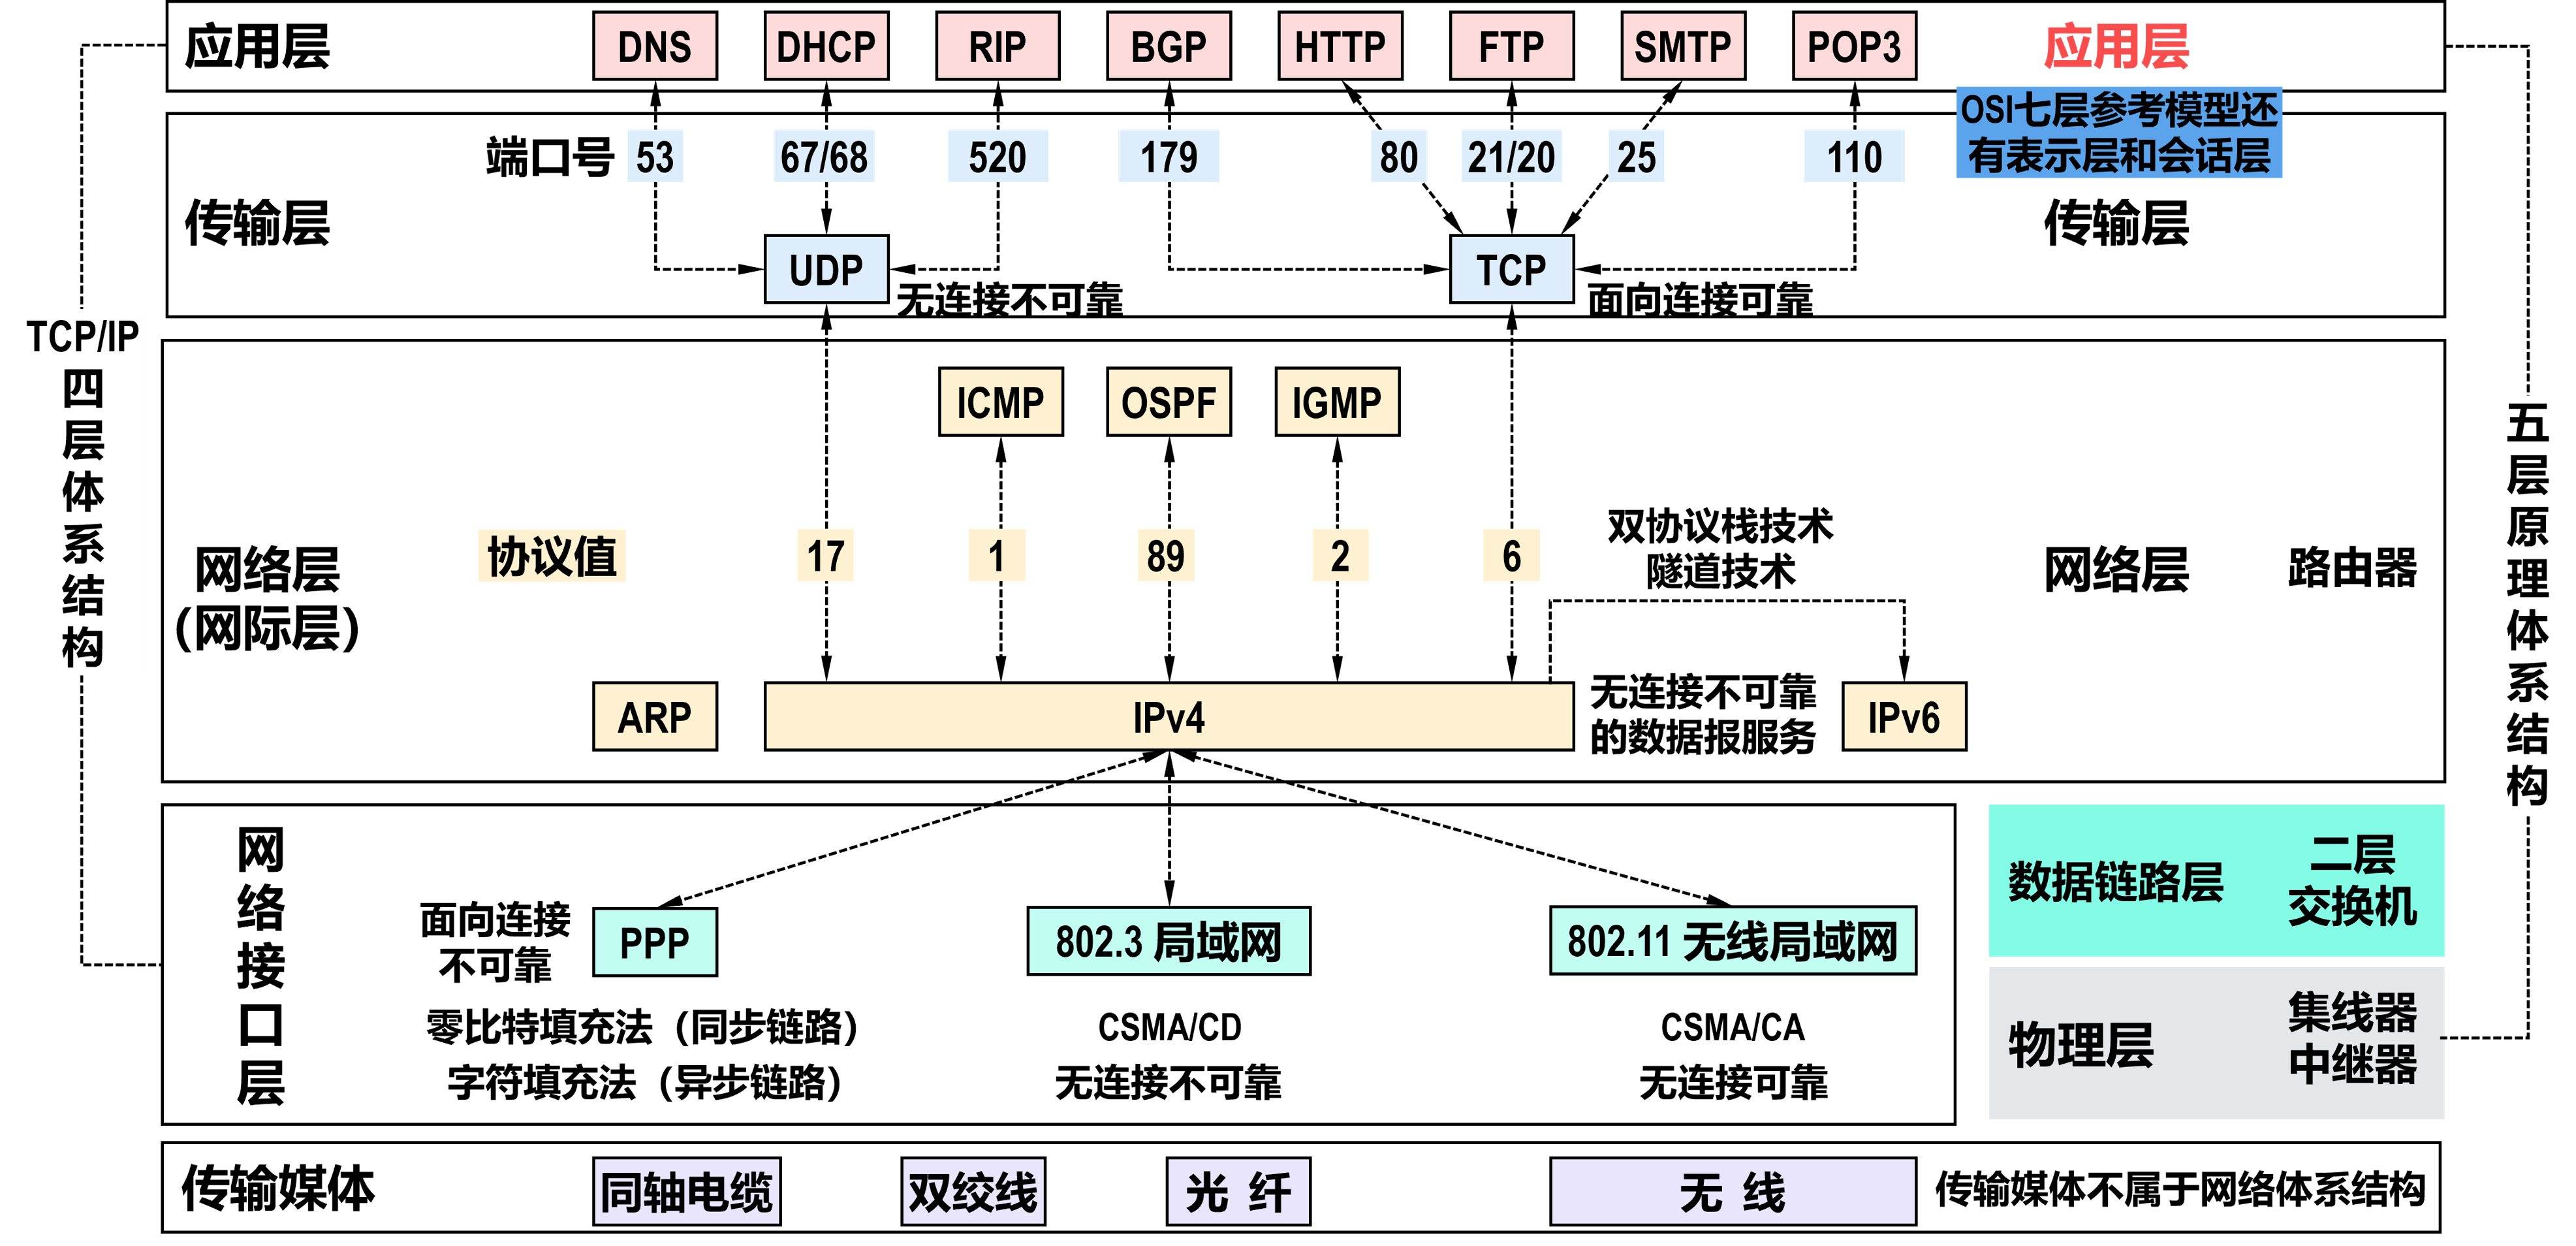 应用层
DNS
DHCP
RIP
BGP
HTTP
FTP
SMTP
POP3
应用层
OSI七层参考模型还
有表示层和会话层
端口号
53
67/68
520
179
80
21/20
25
110
传输层
UDP
无连接不可靠
TCP
面向连接可靠
传输层
TCP/IP
四层体系结构
五层原理体系结构
ICMP
OSPF
IGMP
协议值
17
1
89
2
6
双协议栈技术
隧道技术
网络层
(网际层)
网络层
路由器
ARP
IPv4
无连接不可靠
的数据报服务
IPv6
网络接口层
面向连接
不可靠
PPP
802.3 局域网
802.11 无线局域网
零比特填充法（同步链路）
字符填充法（异步链路）
CSMA/CD
无连接不可靠
CSMA/CA
无连接可靠
数据链路层
二层
交换机
物理层
集线器
中继器
传输媒体
同轴电缆
双绞线
光 纤
无 线
传输媒体不属于网络体系结构